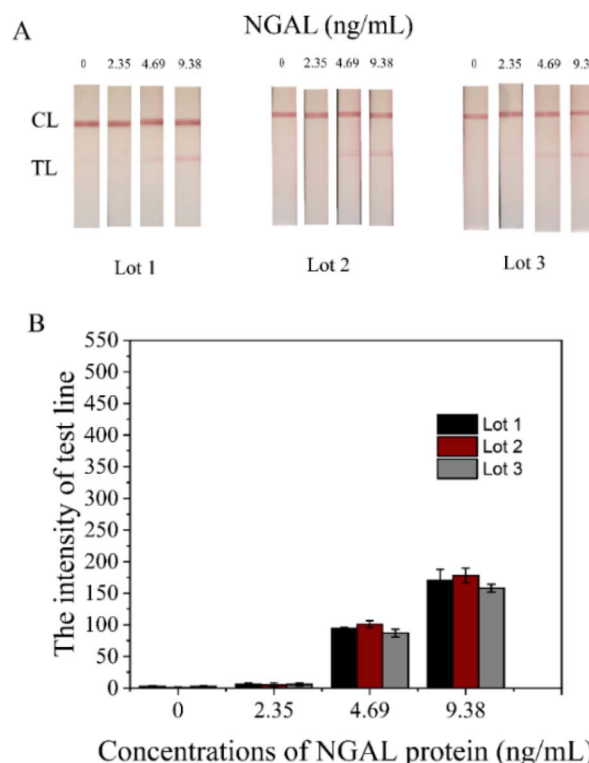 A
NGAL (ng/mL)
0 2.35 4.69 9.38
0 2.35 4.69 9.38
0 2.35 4.69 9.3
CL
TL
Lot 1
Lot 2
Lot 3
B
550
500
450
400
350
300
250
200
150
100
50
0
The intensity of test line
Lot 1
Lot 2
Lot 3
0 2.35 4.69 9.38
Concentrations of NGAL protein (ng/mL)